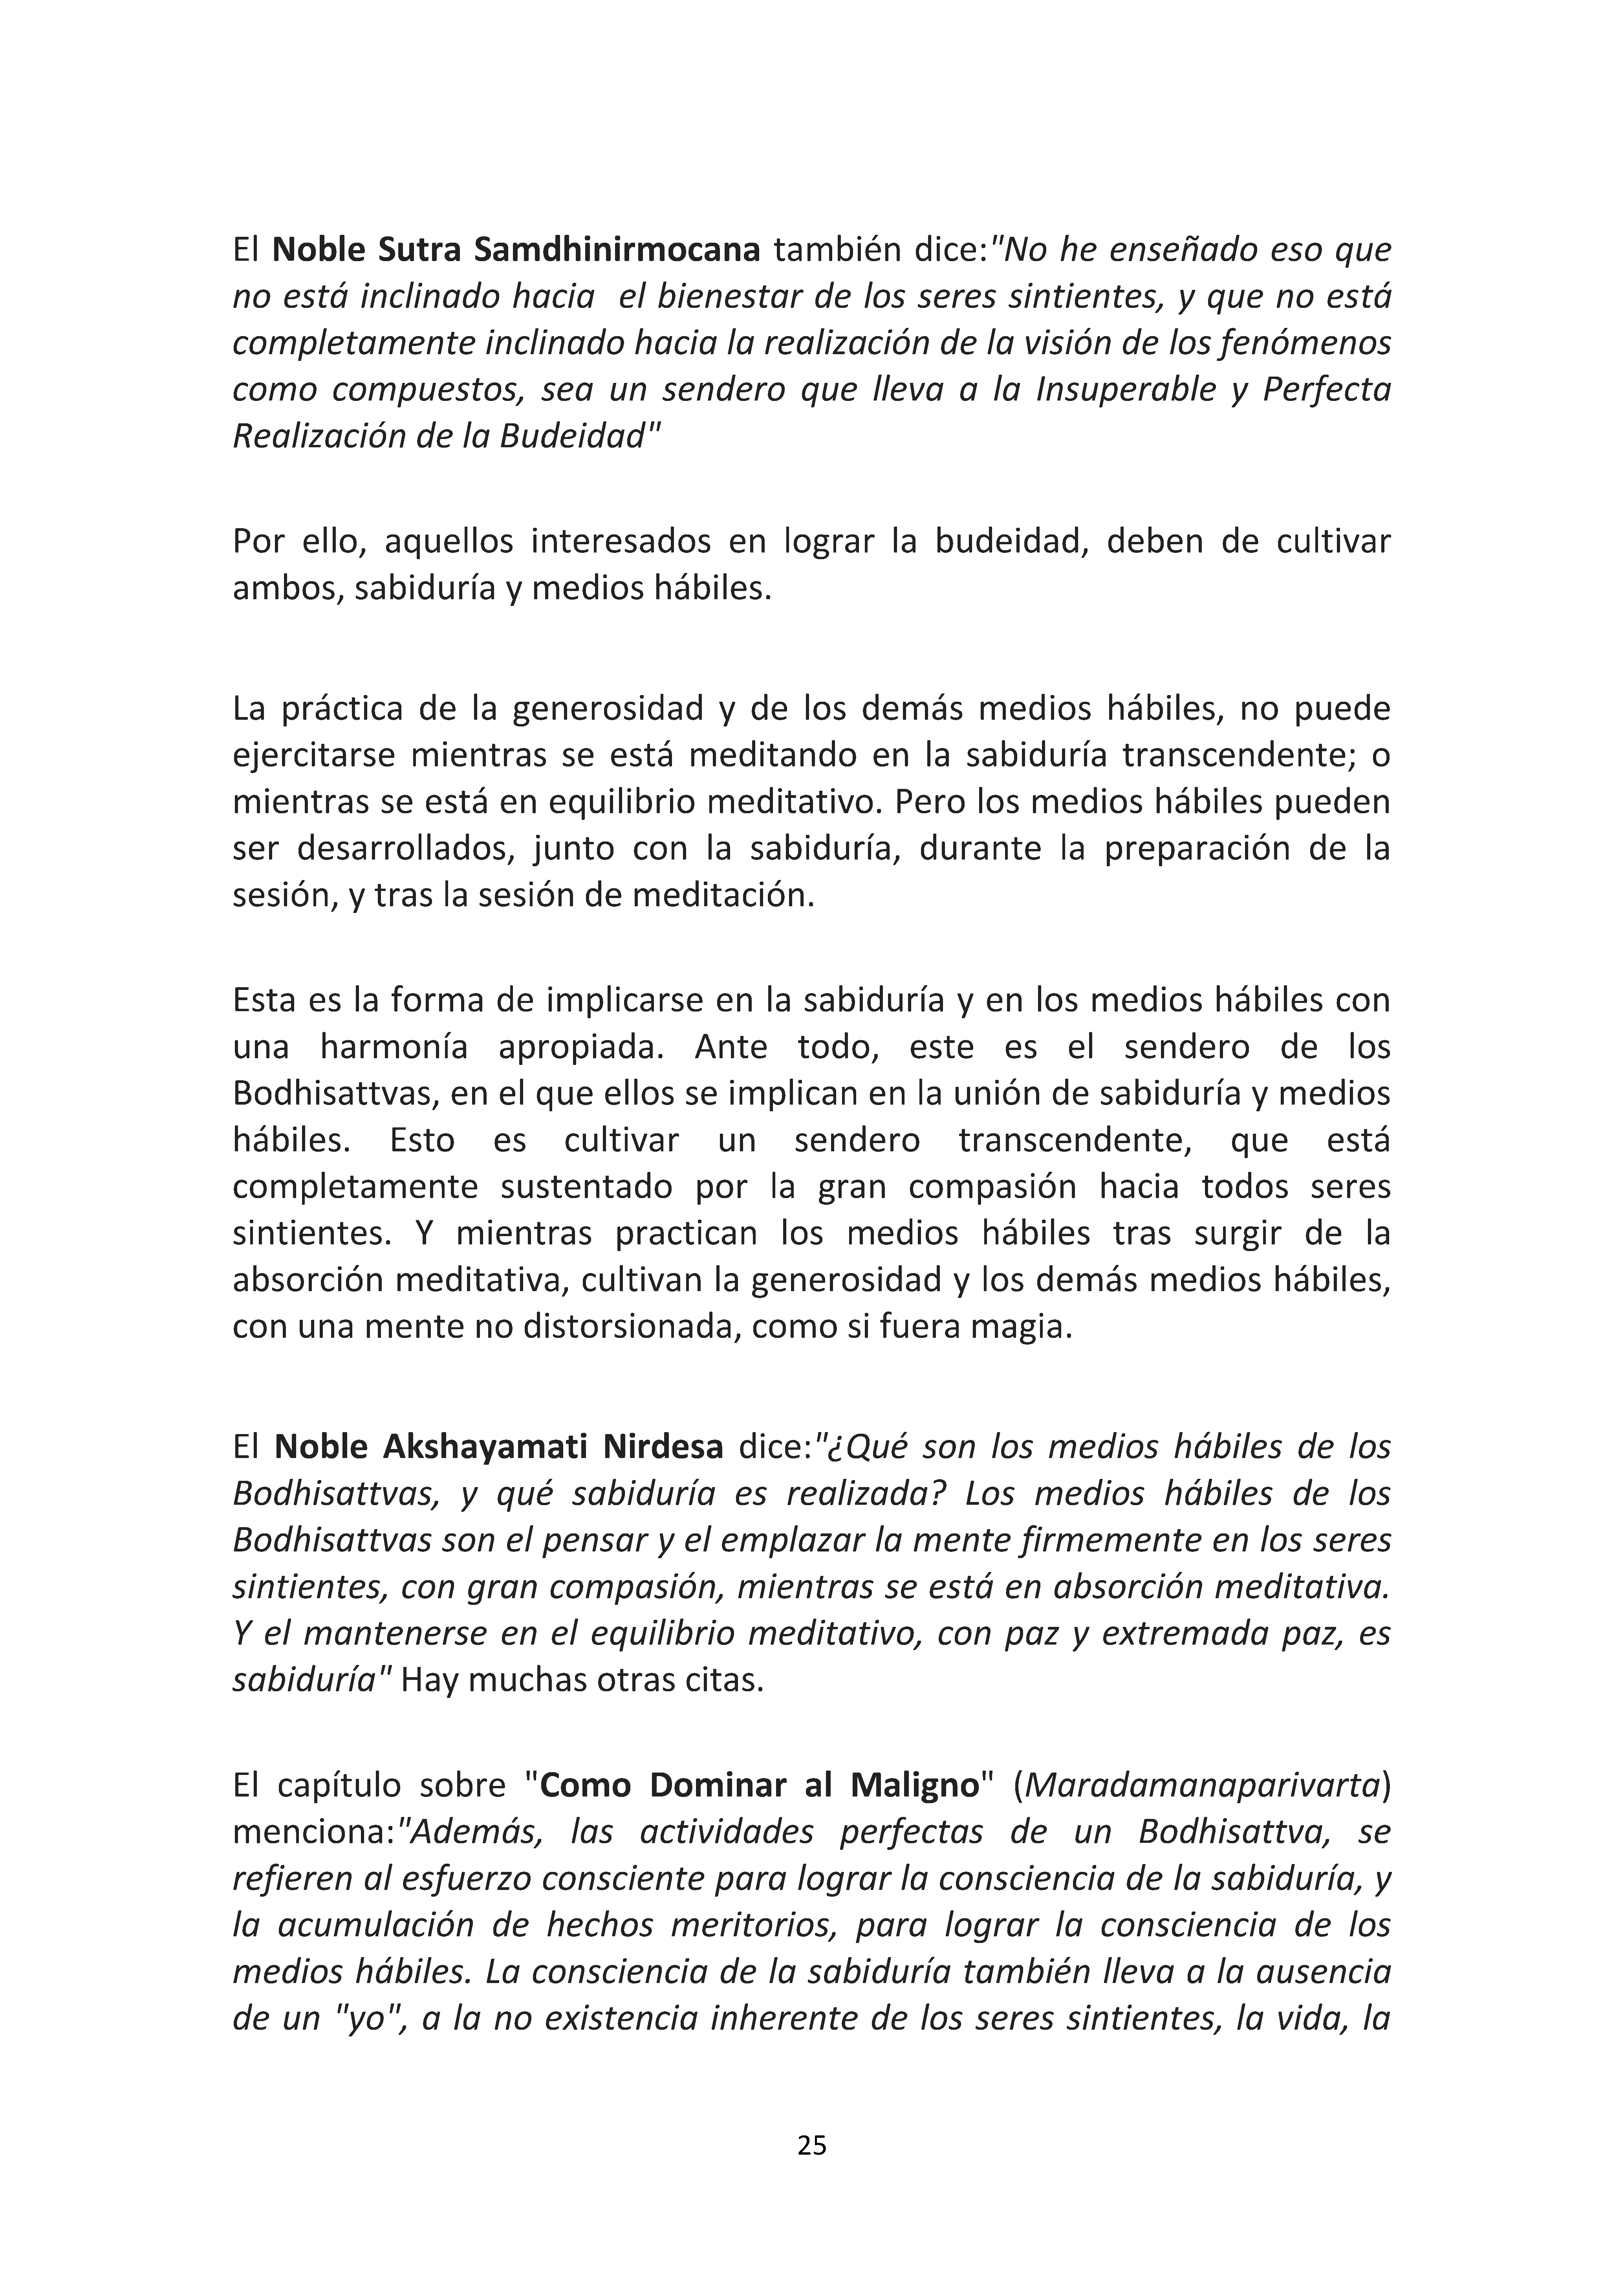 El Noble Sutra Samdhinirmocana también dice:"No he enseñado eso que
no está inclinado hacia  el bienestar de los seres sintientes, y que no está
completamente inclinado hacia la realización de la visión de los fenómenos
como compuestos, sea un sendero que lleva a la Insuperable y Perfecta
Realización de la Budeidad"
Por ello, aquellos interesados en lograr la budeidad, deben de cultivar
ambos, sabiduría y medios hábiles.
La práctica de la generosidad y de los demás medios hábiles, no puede
ejercitarse mientras se está meditando en la sabiduría transcendente; o
mientras se está en equilibrio meditativo. Pero los medios hábiles pueden
ser desarrollados, junto con la sabiduría, durante la preparación de la
sesión, y tras la sesión de meditación.
Esta es la forma de implicarse en la sabiduría y en los medios hábiles con
una harmonía apropiada. Ante todo, este es el sendero de los
Bodhisattvas, en el que ellos se implican en la unión de sabiduría y medios
hábiles. Esto es cultivar un sendero transcendente, que está
completamente sustentado por la gran compasión hacia todos seres
sintientes. Y mientras practican los medios hábiles tras surgir de la
absorción meditativa, cultivan la generosidad y los demás medios hábiles,
con una mente no distorsionada, como si fuera magia.
El Noble Akshayamati Nirdesa dice:"¿Qué son los medios hábiles de los
Bodhisattvas, y qué sabiduría es realizada? Los medios hábiles de los
Bodhisattvas son el pensar y el emplazar la mente firmemente en los seres
sintientes, con gran compasión, mientras se está en absorción meditativa.
Y el mantenerse en el equilibrio meditativo, con paz y extremada paz, es
sabiduría" Hay muchas otras citas.
El capítulo sobre "Como Dominar al Maligno" (Maradamanaparivarta)
menciona:"Además, las actividades perfectas de un Bodhisattva, se
refieren al esfuerzo consciente para lograr la consciencia de la sabiduría, y
la acumulación de hechos meritorios, para lograr la consciencia de los
medios hábiles. La consciencia de la sabiduría también lleva a la ausencia
de un "yo", a la no existencia inherente de los seres sintientes, la vida, la
25